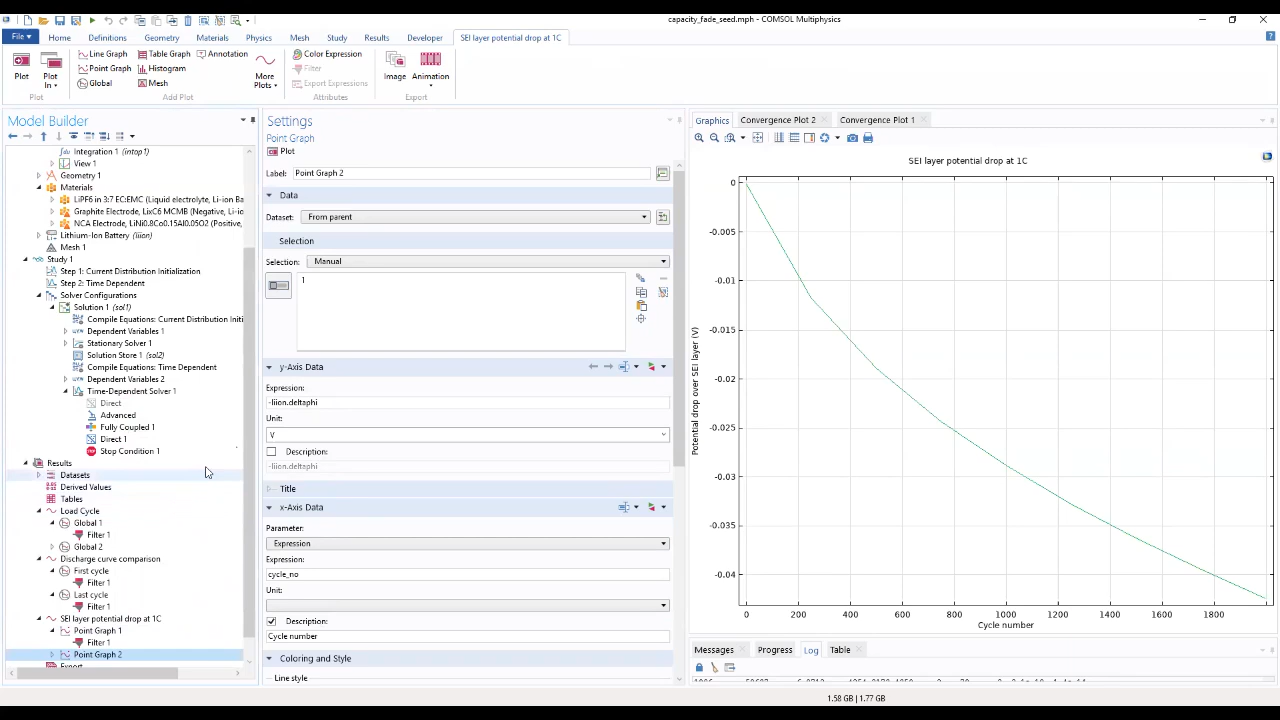 capacity_fade_seed.mph - COMSOL Multiphysics
File
Home
Definitions
Geometry
Materials
Physics
Mesh
Study
Results
Developer
SEI layer potential drop at 1C
Plot
Plot
In
Line Graph
Table Graph
Annotation
Point Graph
Histogram
Global
Mesh
More
Plots
Color Expression
Filter
Export Expressions
Image
Animation
Plot
Add Plot
Attributes
Export
Model Builder
Integration 1 (intop1)
View 1
Geometry 1
Materials
LiPF6 in 3:7 EC:EMC (Liquid electrolyte, Li-ion Ba
Graphite Electrode, LixC6 MCMB (Negative, Li-io
NCA Electrode, LiNi0.8Co0.15Al0.05O2 (Positive,
Lithium-Ion Battery (liion)
Mesh 1
Study 1
Step 1: Current Distribution Initialization
Step 2: Time Dependent
Solver Configurations
Solution 1 (sol1)
Compile Equations: Current Distribution Initi
Dependent Variables 1
Stationary Solver 1
Solution Store 1 (sol2)
Compile Equations: Time Dependent
Dependent Variables 2
Time-Dependent Solver 1
Direct
Advanced
Fully Coupled 1
Direct 1
Stop Condition 1
Results
Datasets
Derived Values
Tables
Load Cycle
Global 1
Filter 1
Global 2
Discharge curve comparison
First cycle
Filter 1
Last cycle
Filter 1
SEI layer potential drop at 1C
Point Graph 1
Filter 1
Point Graph 2
Settings
Point Graph
Plot
Label: Point Graph 2
Data
Dataset: From parent
Selection
Selection: Manual
1
y-Axis Data
Expression:
-liion.deltaphi
Unit:
V
Description:
-liion.deltaphi
Title
x-Axis Data
Parameter:
Expression
Expression:
cycle_no
Unit:
Description:
Cycle number
Coloring and Style
Line style
Graphics
Convergence Plot 2
Convergence Plot 1
SEI layer potential drop at 1C
0
-0.005
-0.01
-0.015
-0.02
-0.025
-0.03
-0.035
-0.04
Potential drop over SEI layer (V)
0 200 400 600 800 1000 1200 1400 1600 1800
Cycle number
Messages
Progress
Log
Table
1.58 GB | 1.77 GB